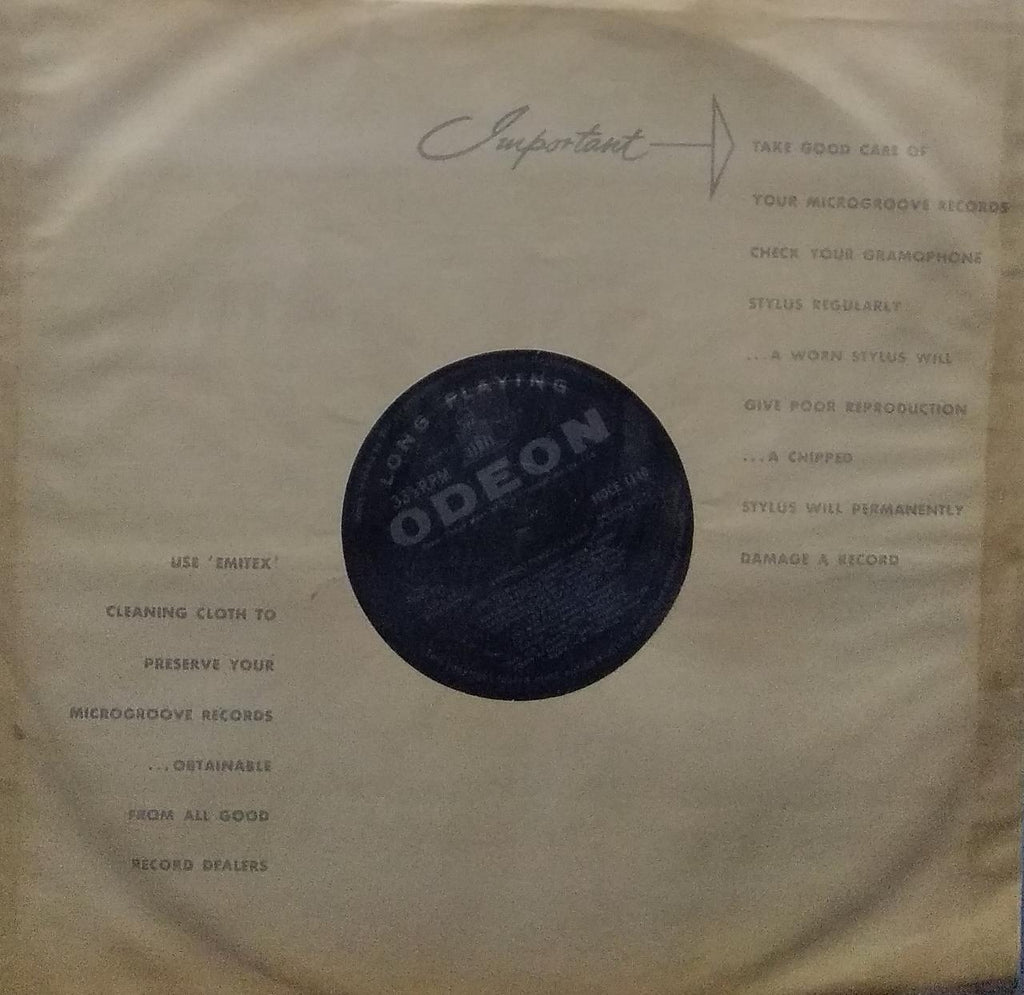 Important
TAKE GOOD CARE OF
YOUR MICROGROOVE RECORDS
CHECK YOUR GRAMOPHONE
STYLUS REGULARLY
...A WORN STYLUS WILL
GIVE POOR REPRODUCTION
...A CHIPPED
STYLUS WILL PERMANENTLY
DAMAGE A RECORD
LONG PLAYING
33⅓ RPM
ODEON
USE 'EMITEX'
CLEANING CLOTH TO
PRESERVE YOUR
MICROGROOVE RECORDS
...OBTAINABLE
FROM ALL GOOD
RECORD DEALERS